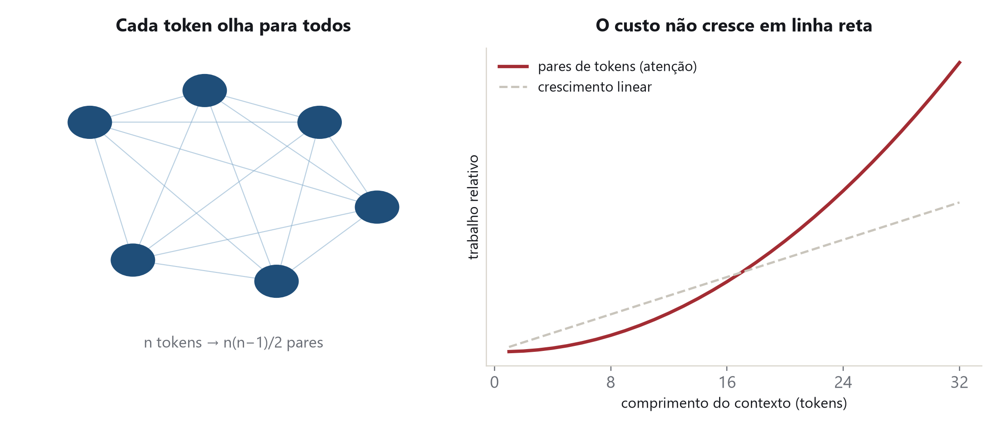 Cada token olha para todos
n tokens → n(n−1)/2 pares
O custo não cresce em linha reta
pares de tokens (atenção)
crescimento linear
trabalho relativo
0 8 16 24 32
comprimento do contexto (tokens)